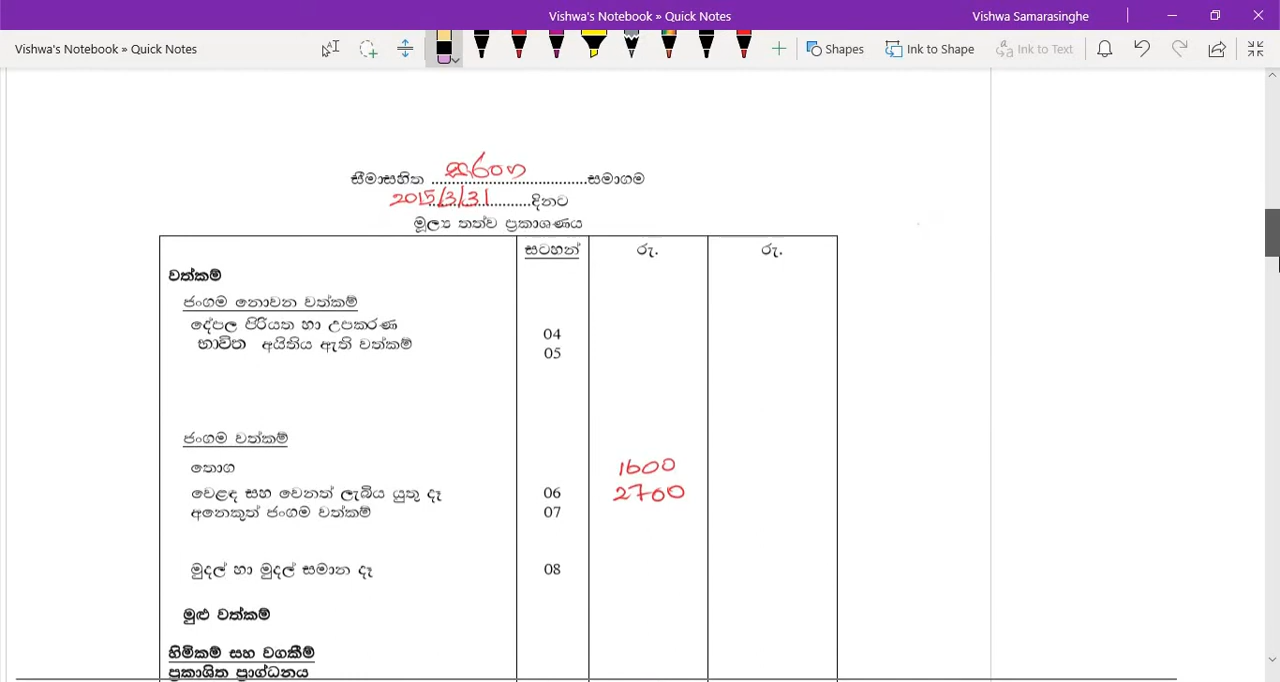 Vishwa's Notebook » Quick Notes
Vishwa Samarasinghe
Vishwa's Notebook » Quick Notes
Shapes
Ink to Shape
Ink to Text
සීමාසහිත සරංග සමාගම
2015/3/31 දිනට
මූල්‍ය තත්ව ප්‍රකාශණය
සටහන් රු. රු.
වත්කම්
ජංගම නොවන වත්කම්
දේපල පිරියත හා උපකරණ 04
භාවිත අයිතිය ඇති වත්කම් 05
ජංගම වත්කම්
තොග 1600
වෙළඳ සහ වෙනත් ලැබිය යුතු දෑ 06 2700
අනෙකුත් ජංගම වත්කම් 07
මුදල් හා මුදල් සමාන දෑ 08
මුළු වත්කම්
හිමිකම් සහ වගකීම්
ප්‍රකාශිත ප්‍රාග්ධනය